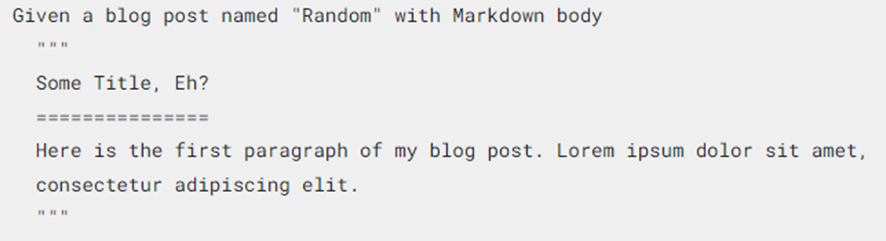 Given a blog post named "Random" with Markdown body
"""
Some Title, Eh?
===============
Here is the first paragraph of my blog post. Lorem ipsum dolor sit amet,
consectetur adipiscing elit.
"""